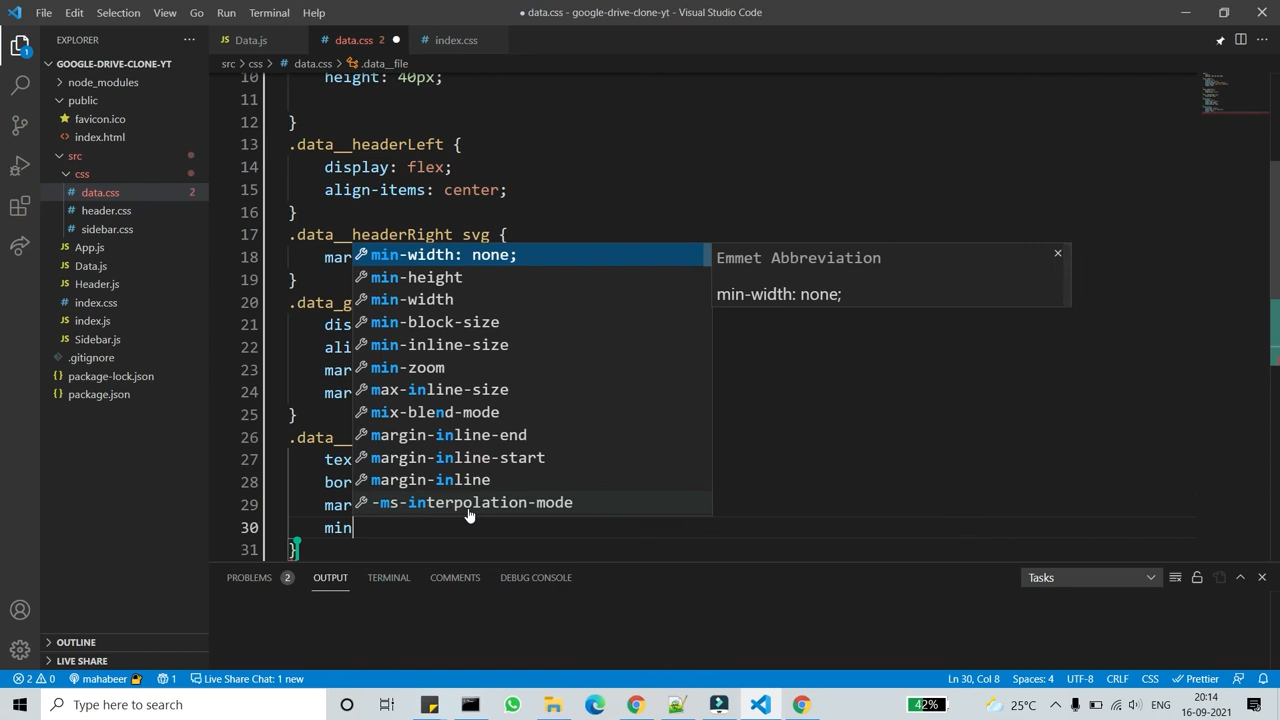 File Edit Selection View Go Run Terminal Help
● data.css - google-drive-clone-yt - Visual Studio Code
EXPLORER
Data.js
data.css 2
index.css
src > css > data.css > .data__file
GOOGLE-DRIVE-CLONE-YT
node_modules
public
favicon.ico
index.html
src
css
data.css 2
header.css
sidebar.css
App.js
Data.js
Header.js
index.css
index.js
Sidebar.js
.gitignore
package-lock.json
package.json
OUTLINE
LIVE SHARE
10 height: 40px;
11
12 }
13 .data__headerLeft {
14 display: flex;
15 align-items: center;
16 }
17 .data__headerRight svg {
18 mar
19 }
20 .data_g
21 dis
22 ali
23 mar
24 mar
25 }
26 .data__
27 tex
28 bor
29 mar
30 min
31 }
min-width: none;
min-height
min-width
min-block-size
min-inline-size
min-zoom
max-inline-size
mix-blend-mode
margin-inline-end
margin-inline-start
margin-inline
-ms-interpolation-mode
Emmet Abbreviation
min-width: none;
PROBLEMS 2 OUTPUT TERMINAL COMMENTS DEBUG CONSOLE
Tasks
2 0 mahabeer 1 Live Share Chat: 1 new
Ln 30, Col 8 Spaces: 4 UTF-8 CRLF CSS Prettier
Type here to search
42%
25°C
20:14
16-09-2021